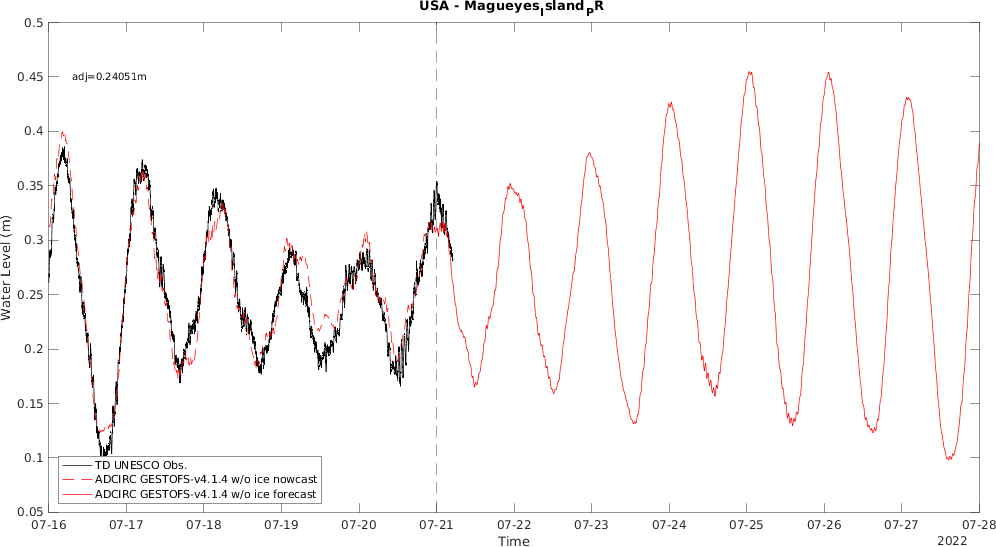 USA - Magueyes_Island_PR
0.5
0.45
0.4
0.35
0.3
0.25
0.2
0.15
0.1
0.05
Water Level (m)
adj=0.24051m
TD UNESCO Obs.
ADCIRC GESTOFS-v4.1.4 w/o ice nowcast
ADCIRC GESTOFS-v4.1.4 w/o ice forecast
07-16 07-17 07-18 07-19 07-20 07-21 07-22 07-23 07-24 07-25 07-26 07-27 07-28
Time
2022